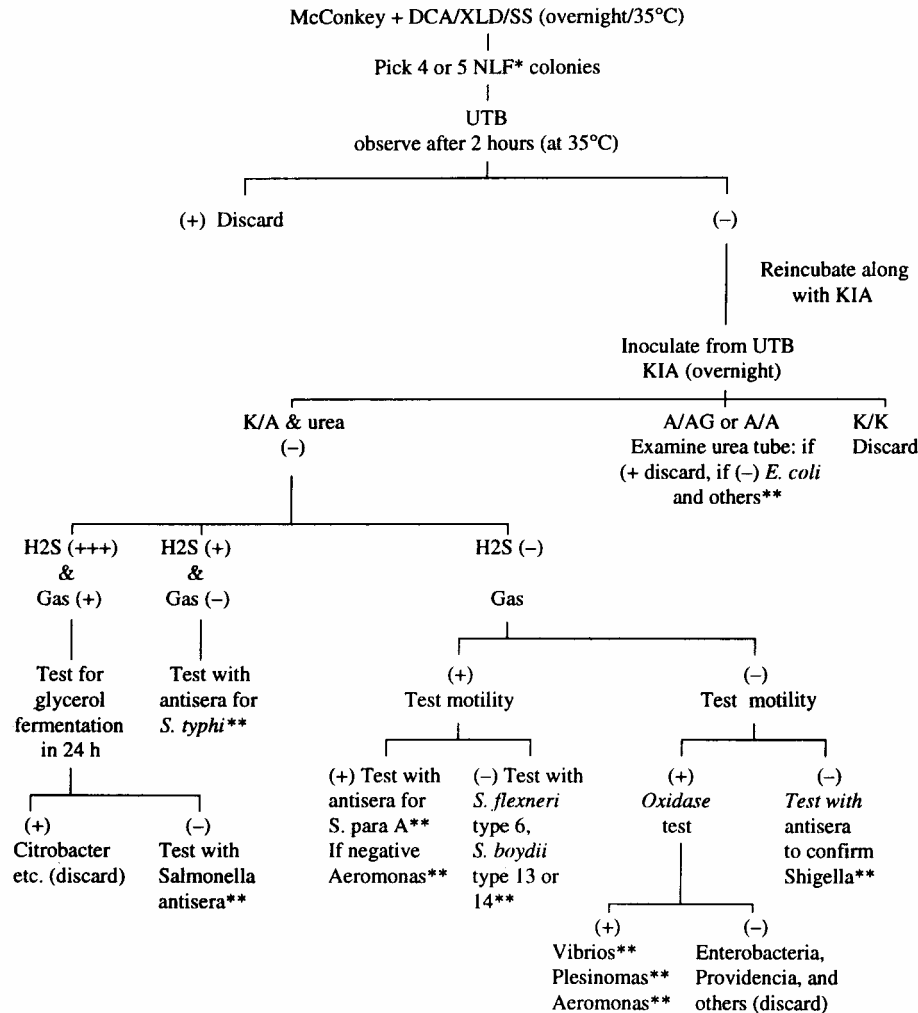 McConkey + DCA/XLD/SS (overnight/35°C)
Pick 4 or 5 NLF* colonies
UTB
observe after 2 hours (at 35°C)
(+) Discard
(–)
Reincubate along
with KIA
Inoculate from UTB
KIA (overnight)
K/A & urea
(–)
A/AG or A/A
Examine urea tube: if
(+ discard, if (–) E. coli
and others**
K/K
Discard
H2S (+++)
&
Gas (+)
H2S (+)
&
Gas (–)
H2S (–)
Gas
Test for
glycerol
fermentation
in 24 h
Test with
antisera for
S. typhi**
(+)
Test motility
(–)
Test motility
(+)
Citrobacter
etc. (discard)
(–)
Test with
Salmonella
antisera**
(+) Test with
antisera for
S. para A**
If negative
Aeromonas**
(–) Test with
S. flexneri
type 6,
S. boydii
type 13 or
14**
(+)
Oxidase
test
(–)
Test with
antisera
to confirm
Shigella**
(+)
Vibrios**
Plesinomas**
Aeromonas**
(–)
Enterobacteria,
Providencia, and
others (discard)